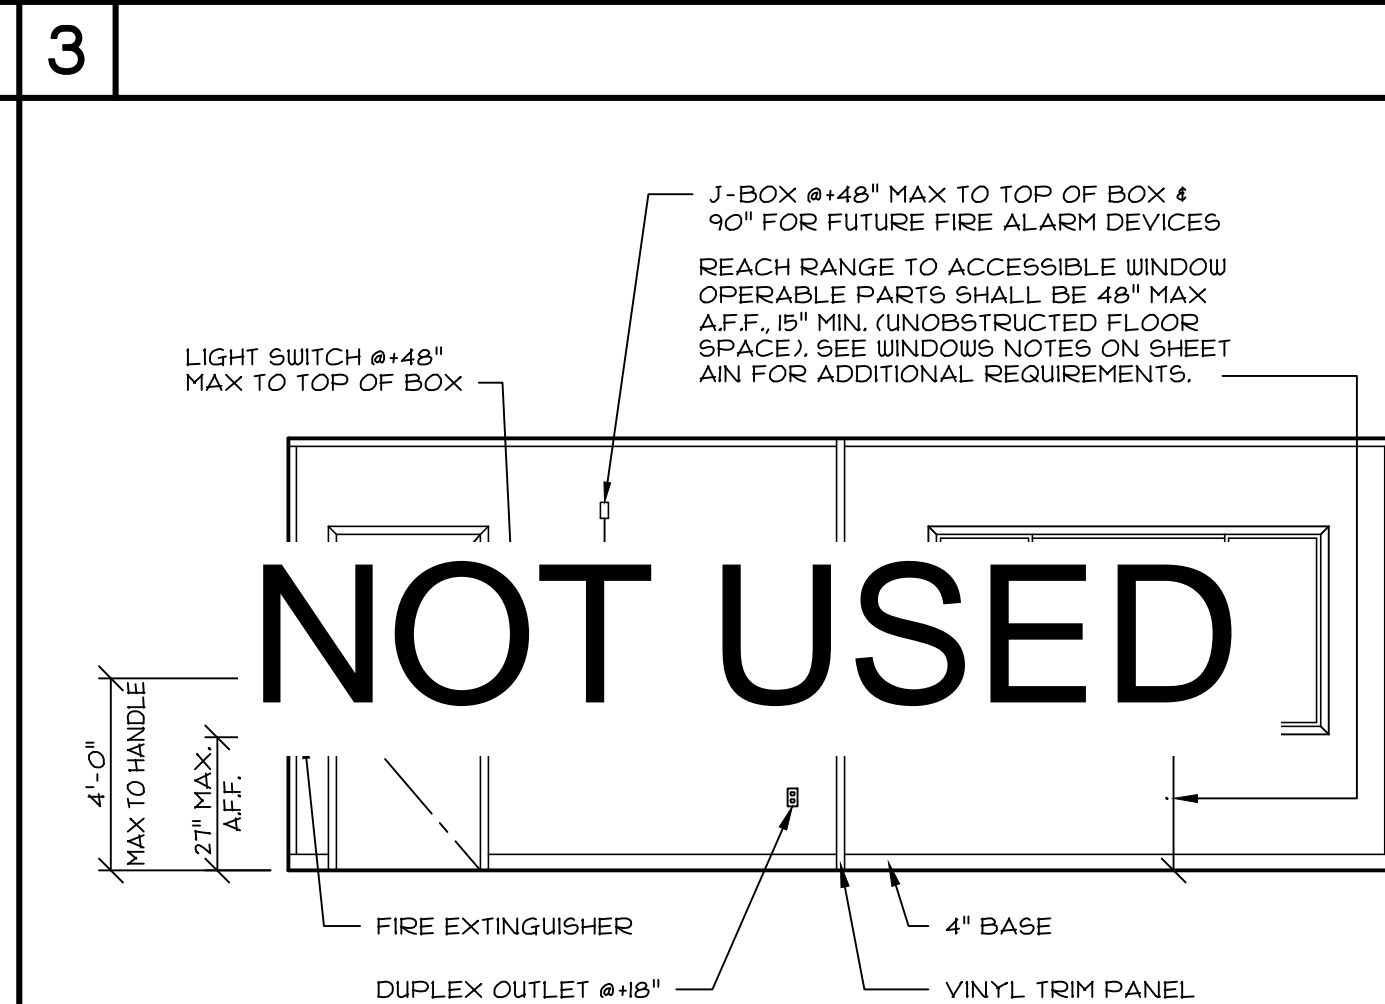 3
J-BOX @+48" MAX TO TOP OF BOX &
90" FOR FUTURE FIRE ALARM DEVICES
REACH RANGE TO ACCESSIBLE WINDOW
OPERABLE PARTS SHALL BE 48" MAX
A.F.F., 15" MIN. (UNOBSTRUCTED FLOOR
SPACE). SEE WINDOWS NOTES ON SHEET
A1N FOR ADDITIONAL REQUIREMENTS.
LIGHT SWITCH @+48"
MAX TO TOP OF BOX
NOT USED
4'-0"
MAX TO HANDLE
27" MAX.
A.F.F.
FIRE EXTINGUISHER
4" BASE
DUPLEX OUTLET @+18"
VINYL TRIM PANEL